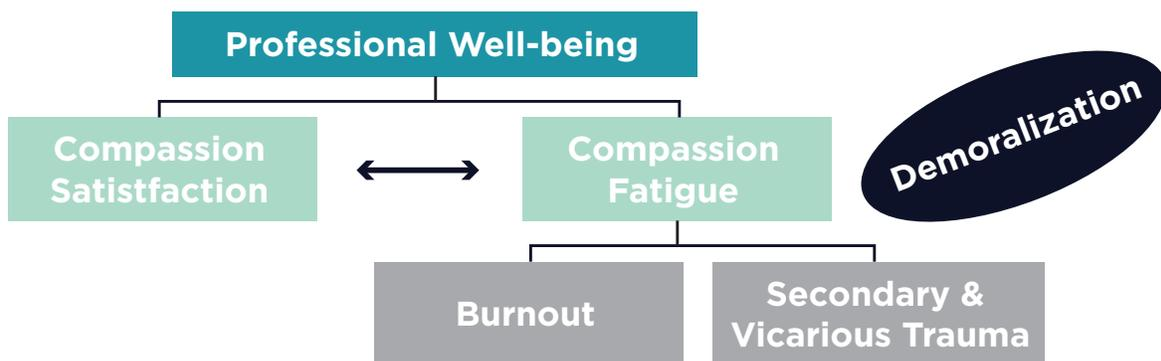 Professional Well-being
Compassion
Satistfaction
Compassion
Fatigue
Demoralization
Burnout
Secondary &
Vicarious Trauma